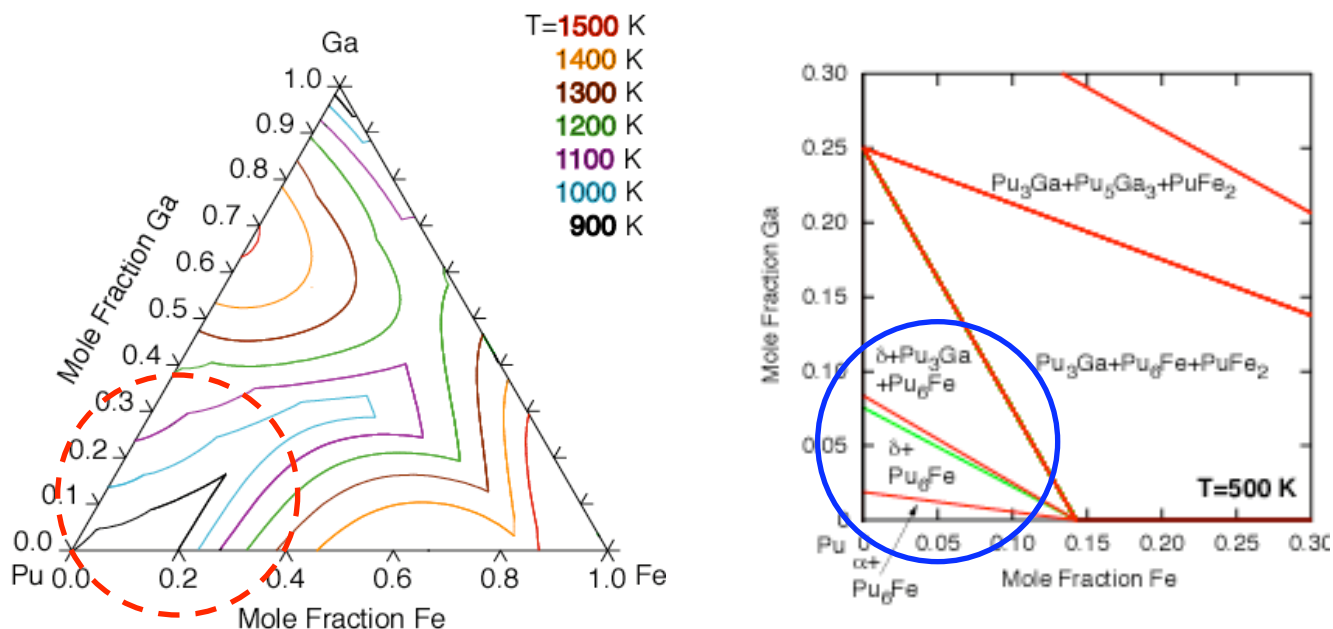 T=1500 K
1400 K
1300 K
1200 K
1100 K
1000 K
900 K
Ga
1.0
0.9
0.8
0.7
0.6
0.5
0.4
0.3
0.2
0.1
0.0
Mole Fraction Ga
Pu 0.0 0.2 0.4 0.6 0.8 1.0 Fe
Mole Fraction Fe
0.30
0.25
0.20
0.15
0.10
0.05
0
Mole Fraction Ga
Pu₃Ga+Pu₅Ga₃+PuFe₂
δ+Pu₃Ga
+Pu₆Fe
Pu₃Ga+Pu₆Fe+PuFe₂
δ+
Pu₆Fe
T=500 K
Pu 0 0.05 0.10 0.15 0.20 0.25 0.30
α+
Pu₆Fe
Mole Fraction Fe